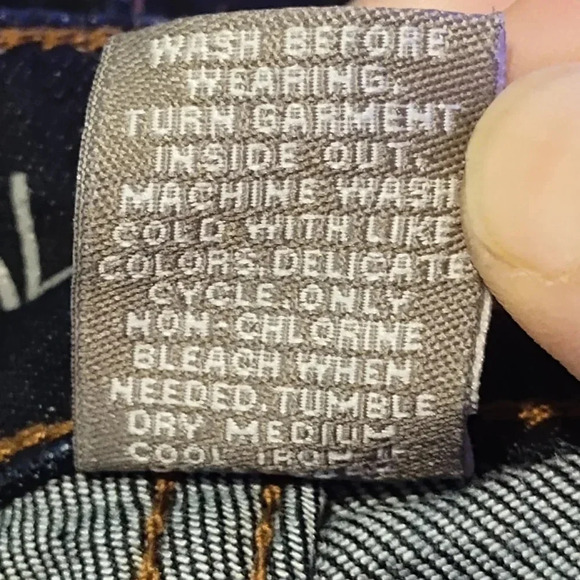 WASH BEFORE
WEARING.
TURN GARMENT
INSIDE OUT.
MACHINE WASH
COLD WITH LIKE
COLORS.DELICATE
CYCLE.ONLY
NON-CHLORINE
BLEACH WHEN
NEEDED.TUMBLE
DRY MEDIUM
COOL IRON